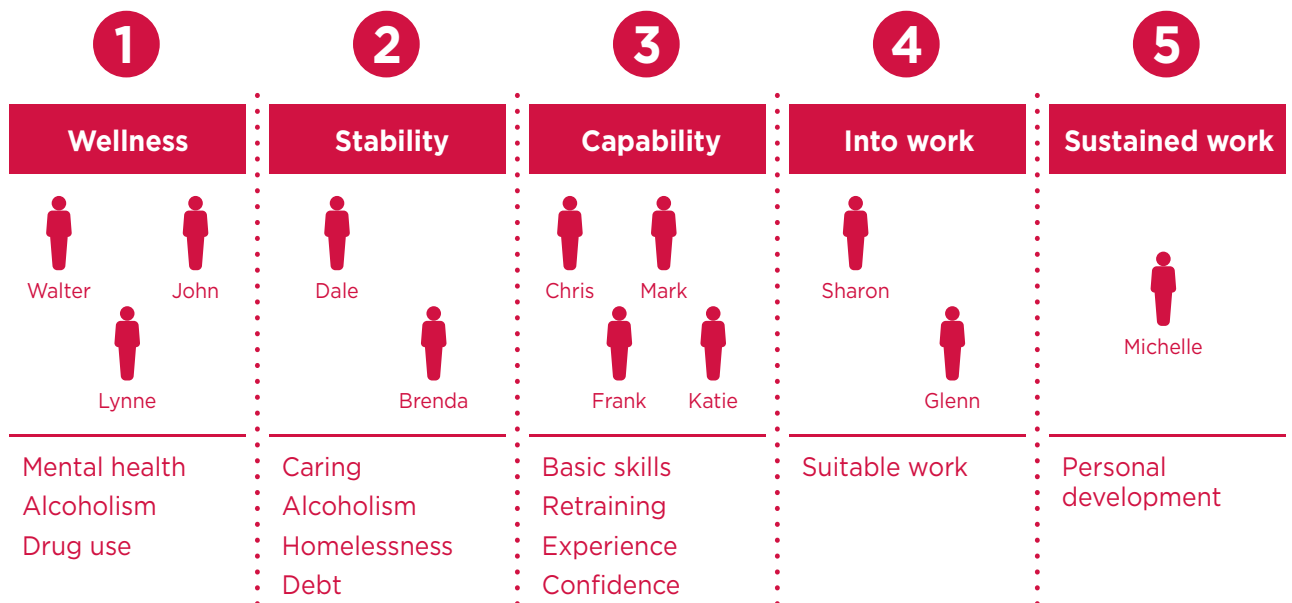 1
2
3
4
5
Wellness
Stability
Capability
Into work
Sustained work
Walter
John
Lynne
Dale
Brenda
Chris
Mark
Frank
Katie
Sharon
Glenn
Michelle
Mental health
Alcoholism
Drug use
Caring
Alcoholism
Homelessness
Debt
Basic skills
Retraining
Experience
Confidence
Suitable work
Personal
development